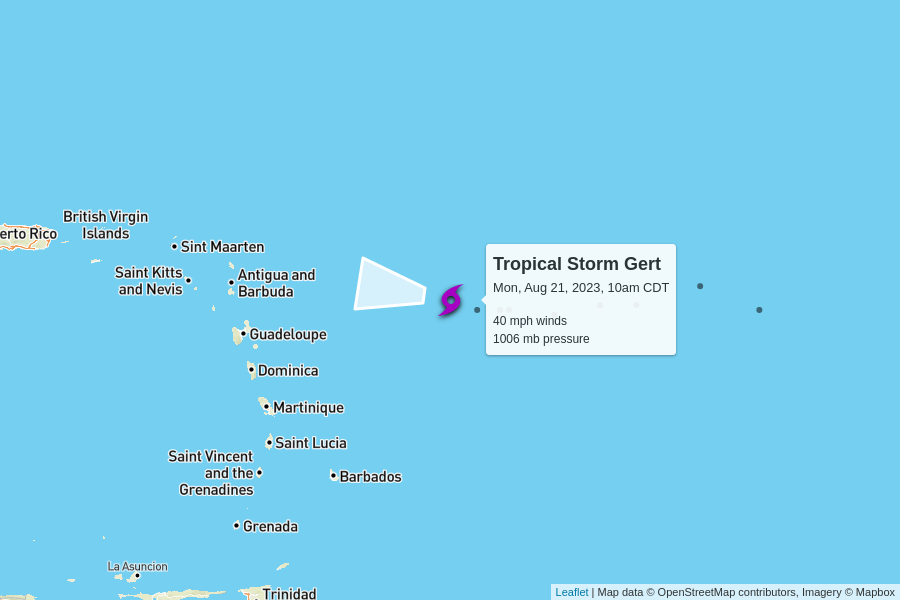 British Virgin
Islands
erto Rico
Sint Maarten
Saint Kitts
and Nevis
Antigua and
Barbuda
Tropical Storm Gert
Mon, Aug 21, 2023, 10am CDT
40 mph winds
1006 mb pressure
Guadeloupe
Dominica
Martinique
Saint Lucia
Saint Vincent
and the
Grenadines
Barbados
Grenada
La Asuncion
Trinidad
Leaflet | Map data © OpenStreetMap contributors, Imagery © Mapbox